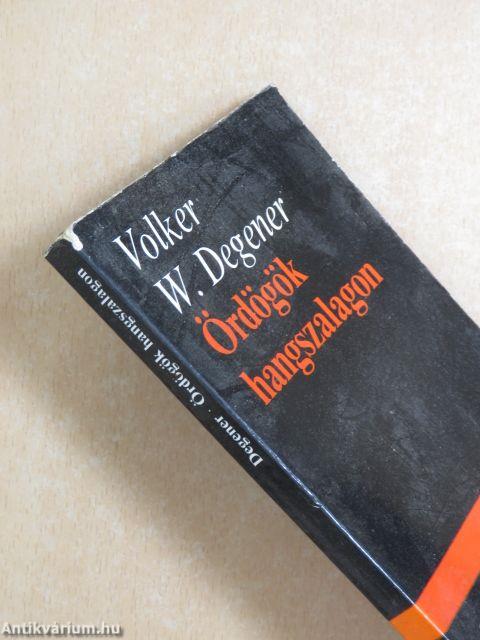 Volker
W. Degener
Ördögök
hangszalagon
Degener · Ördögök hangszalagon
Antikvárium.hu